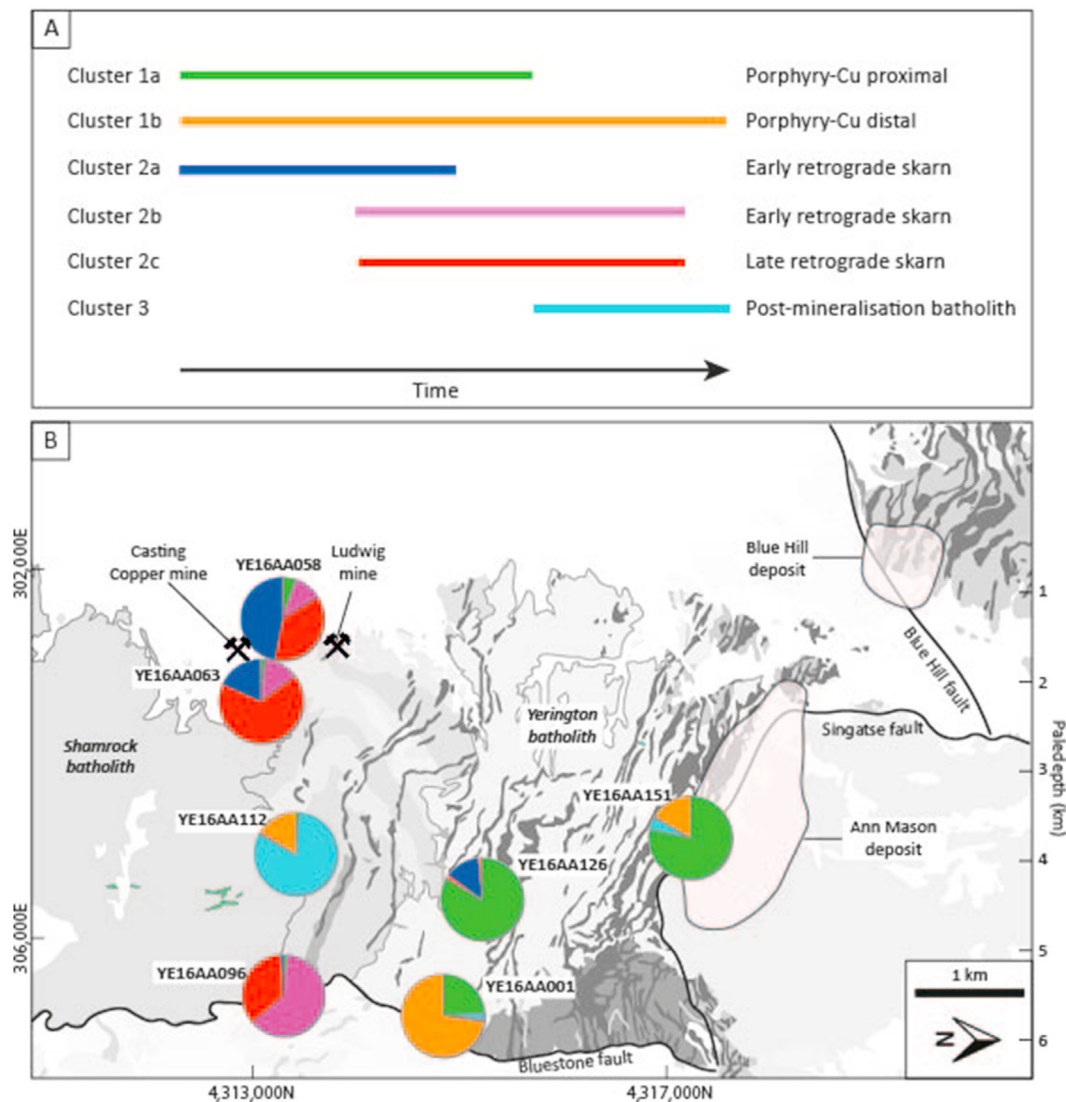 A
Cluster 1a
Porphyry-Cu proximal
Cluster 1b
Porphyry-Cu distal
Cluster 2a
Early retrograde skarn
Cluster 2b
Early retrograde skarn
Cluster 2c
Late retrograde skarn
Cluster 3
Post-mineralisation batholith
Time
B
302,000E
306,000E
Casting
Copper mine
YE16AA058
Ludwig
mine
Blue Hill
deposit
1
Blue Hill fault
YE16AA063
2
Shamrock
batholith
Yerington
batholith
Singatse fault
Paledepth (km)
3
YE16AA151
YE16AA112
Ann Mason
deposit
YE16AA126
4
5
YE16AA096
YE16AA001
1 km
N
Bluestone fault
6
4,313,000N
4,317,000N